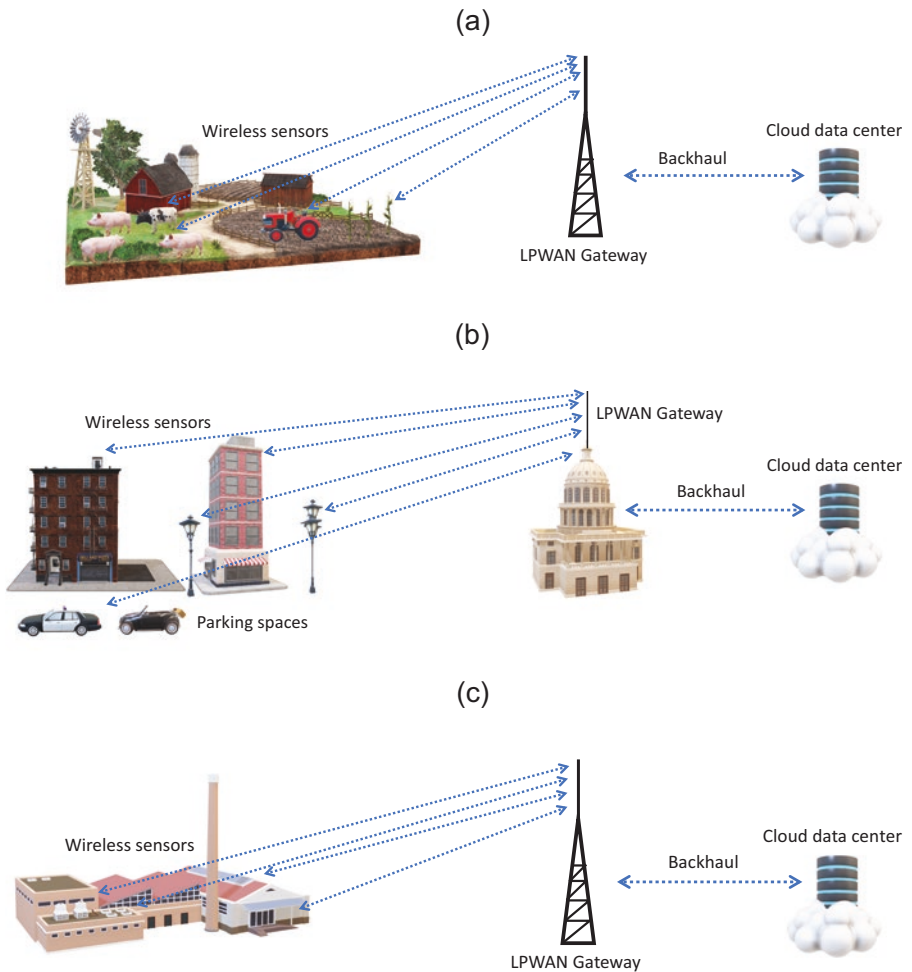 (a)
Wireless sensors
Cloud data center
Backhaul
LPWAN Gateway
(b)
Wireless sensors
LPWAN Gateway
Cloud data center
Backhaul
Parking spaces
(c)
Wireless sensors
Cloud data center
Backhaul
LPWAN Gateway